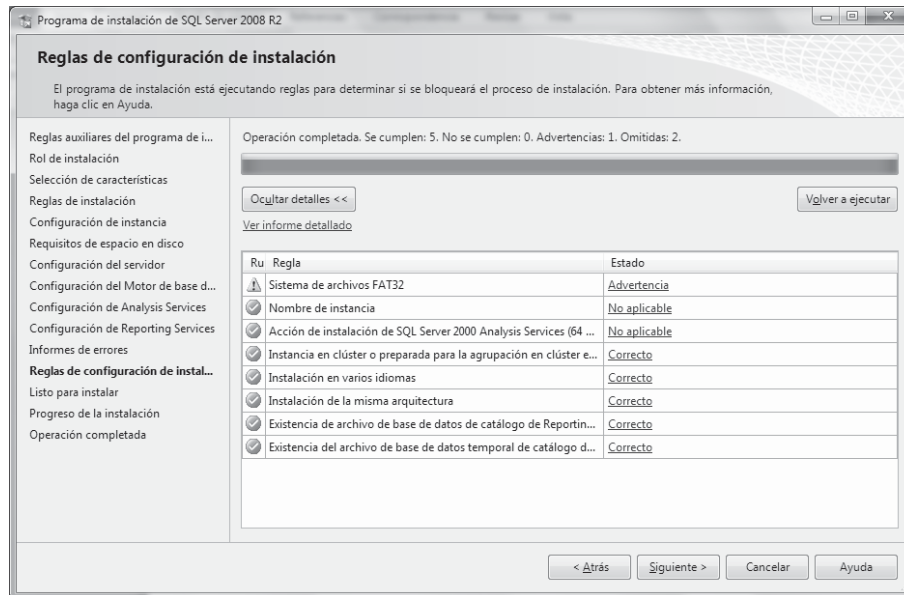 Programa de instalación de SQL Server 2008 R2
Reglas de configuración de instalación
El programa de instalación está ejecutando reglas para determinar si se bloqueará el proceso de instalación. Para obtener más información,
haga clic en Ayuda.
Reglas auxiliares del programa de i...
Rol de instalación
Selección de características
Reglas de instalación
Configuración de instancia
Requisitos de espacio en disco
Configuración del servidor
Configuración del Motor de base d...
Configuración de Analysis Services
Configuración de Reporting Services
Informes de errores
Reglas de configuración de instal...
Listo para instalar
Progreso de la instalación
Operación completada
Operación completada. Se cumplen: 5. No se cumplen: 0. Advertencias: 1. Omitidas: 2.
Ocultar detalles << Volver a ejecutar
Ver informe detallado
Ru Regla Estado
Sistema de archivos FAT32 Advertencia
Nombre de instancia No aplicable
Acción de instalación de SQL Server 2000 Analysis Services (64 ... No aplicable
Instancia en clúster o preparada para la agrupación en clúster e... Correcto
Instalación en varios idiomas Correcto
Instalación de la misma arquitectura Correcto
Existencia de archivo de base de datos de catálogo de Reportin... Correcto
Existencia del archivo de base de datos temporal de catálogo d... Correcto
< Atrás Siguiente > Cancelar Ayuda